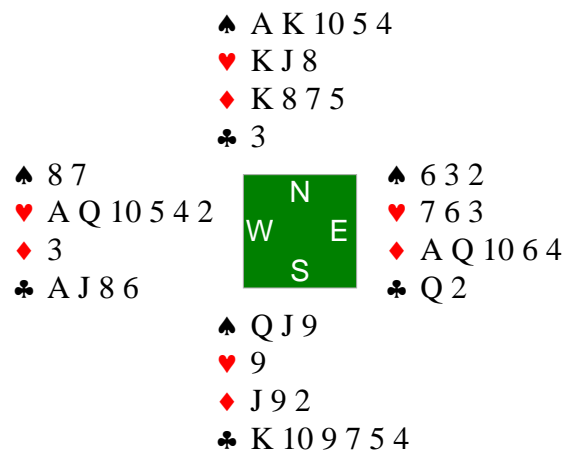 ♠ A K 10 5 4
♥ K J 8
♦ K 8 7 5
♣ 3
♠ 8 7
♥ A Q 10 5 4 2
♦ 3
♣ A J 8 6
N
W E
S
♠ 6 3 2
♥ 7 6 3
♦ A Q 10 6 4
♣ Q 2
♠ Q J 9
♥ 9
♦ J 9 2
♣ K 10 9 7 5 4